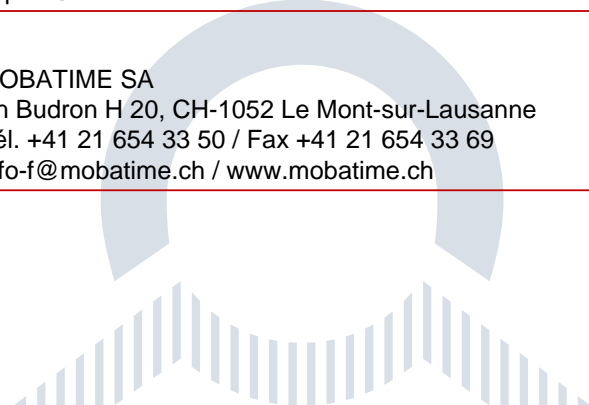 OBATIME SA
n Budron H 20, CH-1052 Le Mont-sur-Lausanne
él. +41 21 654 33 50 / Fax +41 21 654 33 69
fo-f@mobatime.ch / www.mobatime.ch